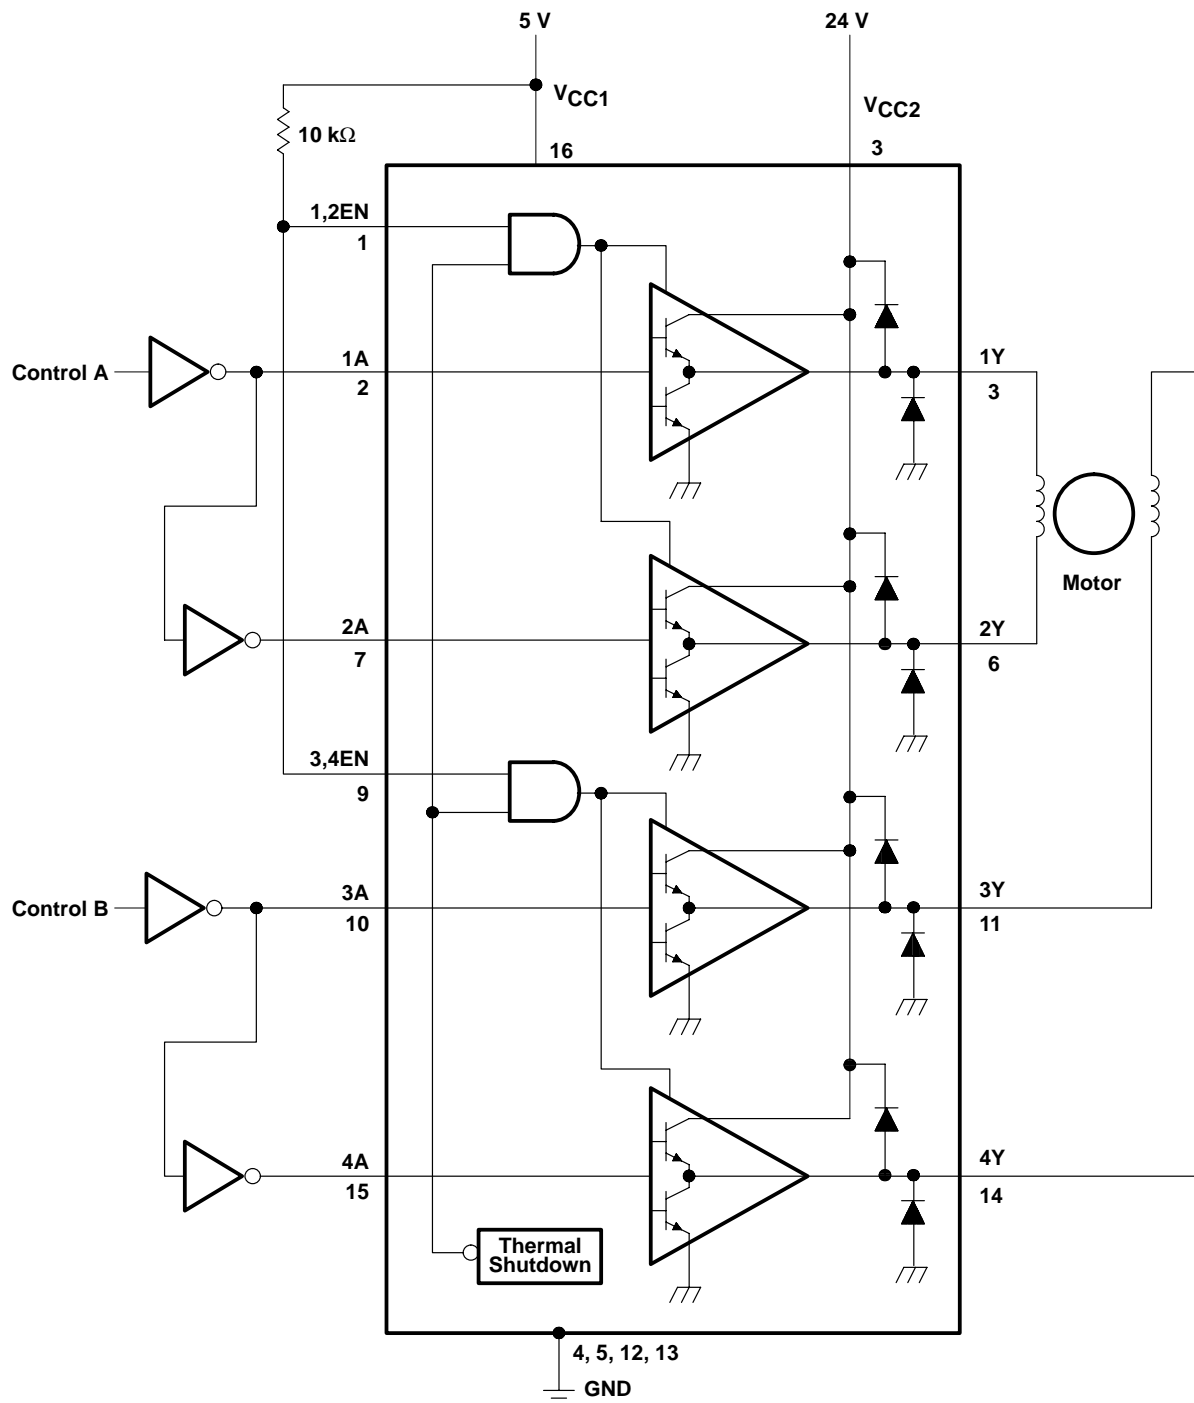 5 V
24 V
VCC1
VCC2
10 kΩ
16
3
1,2EN
1
Control A
1A
2
1Y
3
Motor
2A
7
2Y
6
3,4EN
9
Control B
3A
10
3Y
11
4A
15
4Y
14
Thermal
Shutdown
4, 5, 12, 13
GND